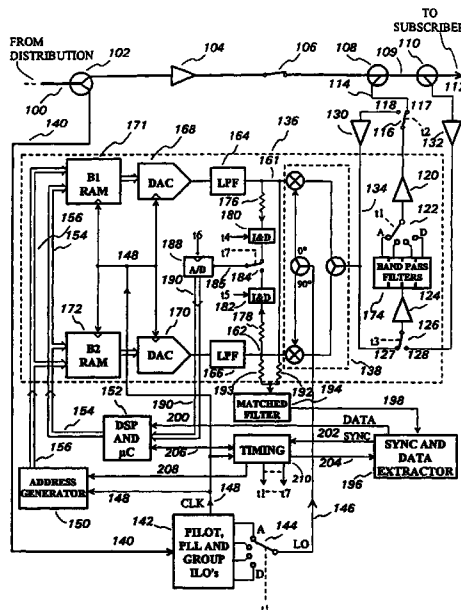 TO
SUBSCRIBER
FROM
DISTRIBUTION
102
104
106
108
110
109
112
100
114
140
171
168
164
136
130
118
117
116
t2
132
161
B1
RAM
DAC
LPF
176
134
120
180
I&D
t1
122
156
154
t6
t4
t7
0°
A
D
188
148
A/D
184
185
90°
BAND PASS
FILTERS
190
t5
I&D
182
174
124
172
170
178
162
126
B2
RAM
DAC
LPF
t3
127
128
166
138
193
192
190
194
MATCHED
FILTER
198
154
152
200
DSP
AND
µC
DATA
156
206
202
SYNC
SYNC AND
DATA
EXTRACTOR
208
TIMING
204
ADDRESS
GENERATOR
148
t1
t7
210
196
CLK
148
146
150
142
144
PILOT,
PLL AND
GROUP
ILO's
A
D
LO
140